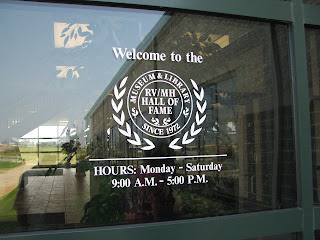 Welcome to the
MUSEUM & LIBRARY
RV/MH
HALL OF
FAME
SINCE 1972
HOURS: Monday - Saturday
9:00 A.M. - 5:00 P.M.